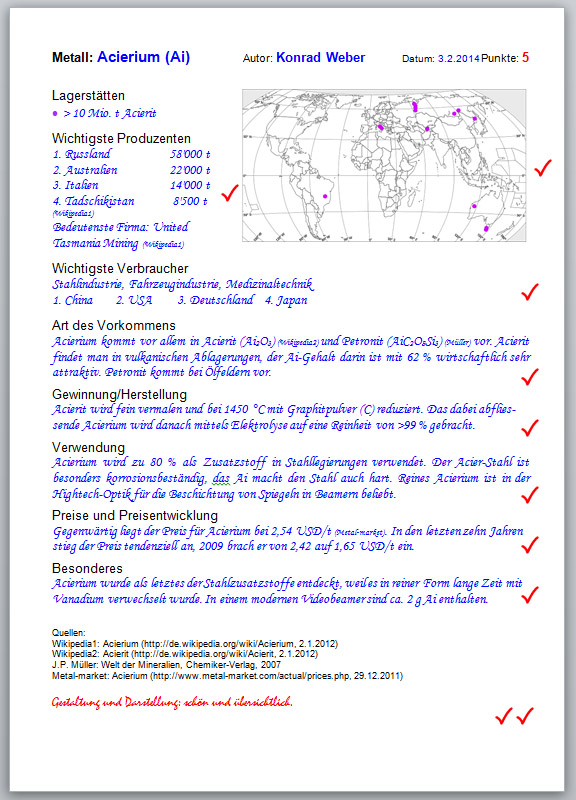 Metall: Acierium (Ai) Autor: Konrad Weber Datum: 3.2.2014 Punkte: 5
Lagerstätten
> 10 Mio. t Acierit
Wichtigste Produzenten
1. Russland 58'000 t
2. Australien 22'000 t
3. Italien 14'000 t
4. Tadschikistan 8'500 t
(Wikipedia1)
Bedeutenste Firma: United
Tasmania Mining (Wikipedia1)
Wichtigste Verbraucher
Stahlindustrie, Fahrzeugindustrie, Medizinaltechnik
1. China 2. USA 3. Deutschland 4. Japan
Art des Vorkommens
Acierium kommt vor allem in Acierit (Ai₂O₃) (Wikipedia2) und Petronit (AiC₂O₅Si₃) (Müller) vor. Acierit
findet man in vulkanischen Ablagerungen, der Ai-Gehalt darin ist mit 62 % wirtschaftlich sehr
attraktiv. Petronit kommt bei Ölfeldern vor.
Gewinnung/Herstellung
Acierit wird fein vermalen und bei 1450 °C mit Graphitpulver (C) reduziert. Das dabei abflies-
sende Acierium wird danach mittels Elektrolyse auf eine Reinheit von >99 % gebracht.
Verwendung
Acierium wird zu 80 % als Zusatzstoff in Stahllegierungen verwendet. Der Acier-Stahl ist
besonders korrosionsbeständig, das Ai macht den Stahl auch hart. Reines Acierium ist in der
Hightech-Optik für die Beschichtung von Spiegeln in Beamern beliebt.
Preise und Preisentwicklung
Gegenwärtig liegt der Preis für Acierium bei 2,54 USD/t (Metal-market). In den letzten zehn Jahren
stieg der Preis tendenziell an, 2009 brach er von 2,42 auf 1,65 USD/t ein.
Besonderes
Acierium wurde als letztes der Stahlzusatzstoffe entdeckt, weil es in reiner Form lange Zeit mit
Vanadium verwechselt wurde. In einem modernen Videobeamer sind ca. 2 g Ai enthalten.
Quellen:
Wikipedia1: Acierium (http://de.wikipedia.org/wiki/Acierium, 2.1.2012)
Wikipedia2: Acierit (http://de.wikipedia.org/wiki/Acierit, 2.1.2012)
J.P. Müller: Welt der Mineralien, Chemiker-Verlag, 2007
Metal-market: Acierium (http://www.metal-market.com/actual/prices.php, 29.12.2011)
Gestaltung und Darstellung: schön und übersichtlich.